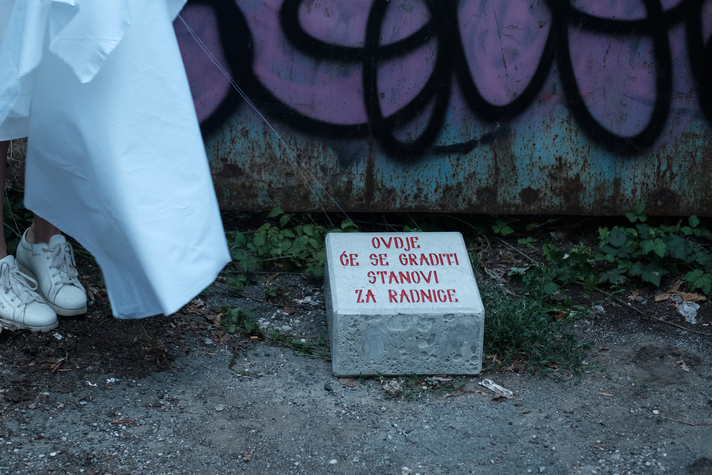 OVDJE
ĆE SE GRADITI
STANOVI
ZA RADNICE